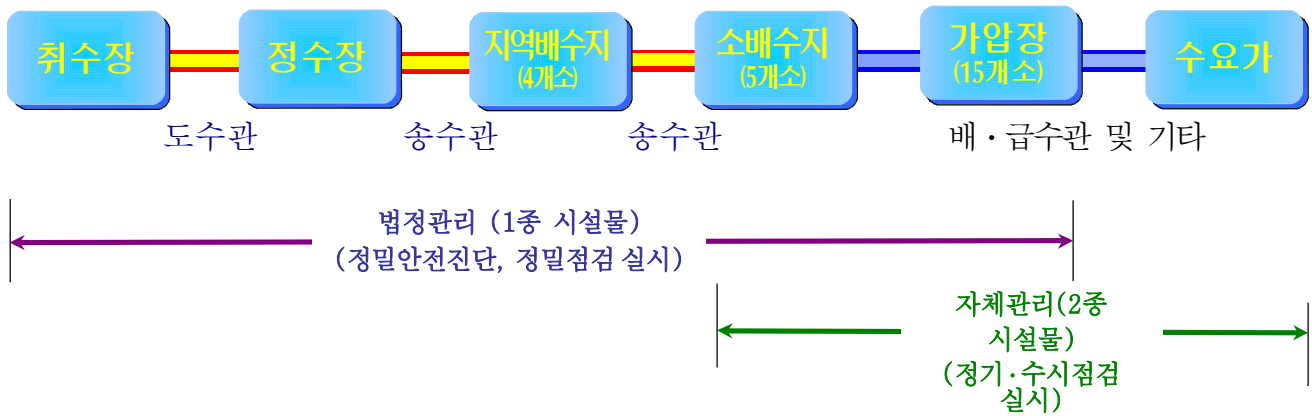 취수장
정수장
지역배수지
(4개소)
소배수지
(5개소)
가압장
(15개소)
수요가
도수관
송수관
송수관
배·급수관 및 기타
법정관리 (1종 시설물)
(정밀안전진단, 정밀점검 실시)
자체관리(2종
시설물)
(정기·수시점검
실시)